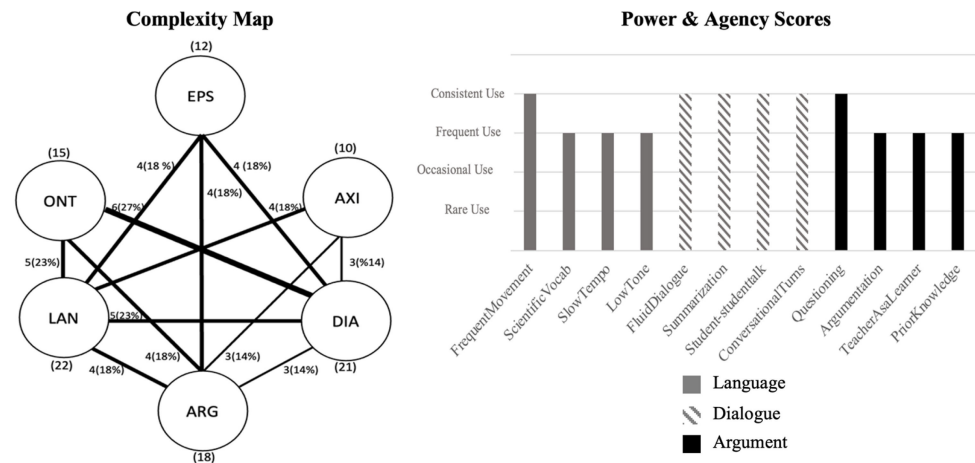 Complexity Map
(12)
EPS
(15)
ONT
(10)
AXI
4(18 %)
4 (18%)
4(18%)
6(27%)
4(18%)
5(23%)
3(%14)
LAN
(22)
5(23%)
DIA
(21)
4(18%)
4(18%)
3(14%)
3(14%)
ARG
(18)
Power & Agency Scores
Consistent Use
Frequent Use
Occasional Use
Rare Use
FrequentMovement
ScientificVocab
SlowTempo
LowTone
FluidDialogue
Summarization
Student-studenttalk
ConversationalTurns
Questioning
Argumentation
TeacherAsaLearner
PriorKnowledge
Language
Dialogue
Argument